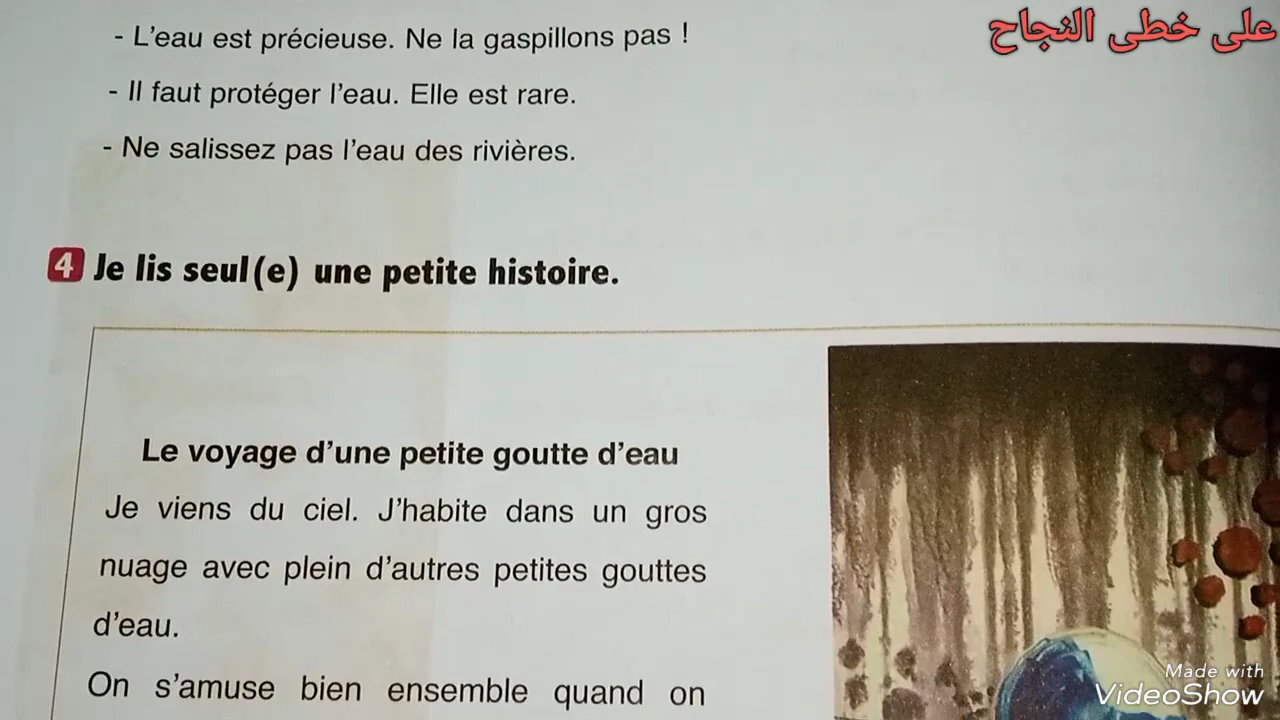 على خطى النجاح
- L'eau est précieuse. Ne la gaspillons pas !
- Il faut protéger l'eau. Elle est rare.
- Ne salissez pas l'eau des rivières.
4 Je lis seul(e) une petite histoire.
Le voyage d'une petite goutte d'eau
Je viens du ciel. J'habite dans un gros
nuage avec plein d'autres petites gouttes
d'eau.
On s'amuse bien ensemble quand on
Made with
VideoShow